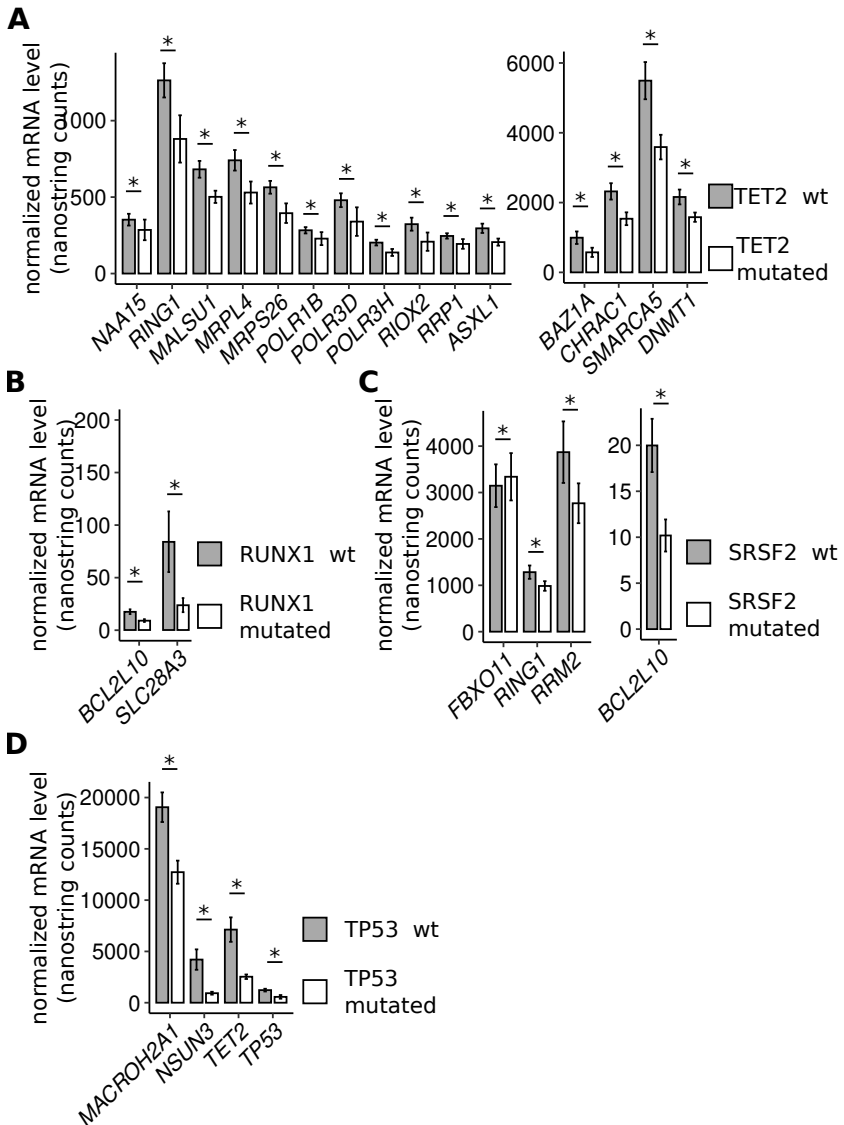 A
normalized mRNA level
(nanostring counts)
1000
500
0
* * * * * * * * * * *
NAA15
RING1
MALSU1
MRPL4
MRPS26
POLR1B
POLR3D
POLR3H
RIOX2
RRP1
ASXL1
6000
4000
2000
0
* * * *
BAZ1A
CHRAC1
SMARCA5
DNMT1
TET2 wt
TET2
mutated
B
normalized mRNA level
(nanostring counts)
200
150
100
50
0
* *
BCL2L10
SLC28A3
RUNX1 wt
RUNX1
mutated
C
normalized mRNA level
(nanostring counts)
4000
3000
2000
1000
0
* * *
FBXO11
RING1
RRM2
20
15
10
5
0
*
BCL2L10
SRSF2 wt
SRSF2
mutated
D
normalized mRNA level
(nanostring counts)
20000
15000
10000
5000
0
* * * *
MACROH2A1
NSUN3
TET2
TP53
TP53 wt
TP53
mutated